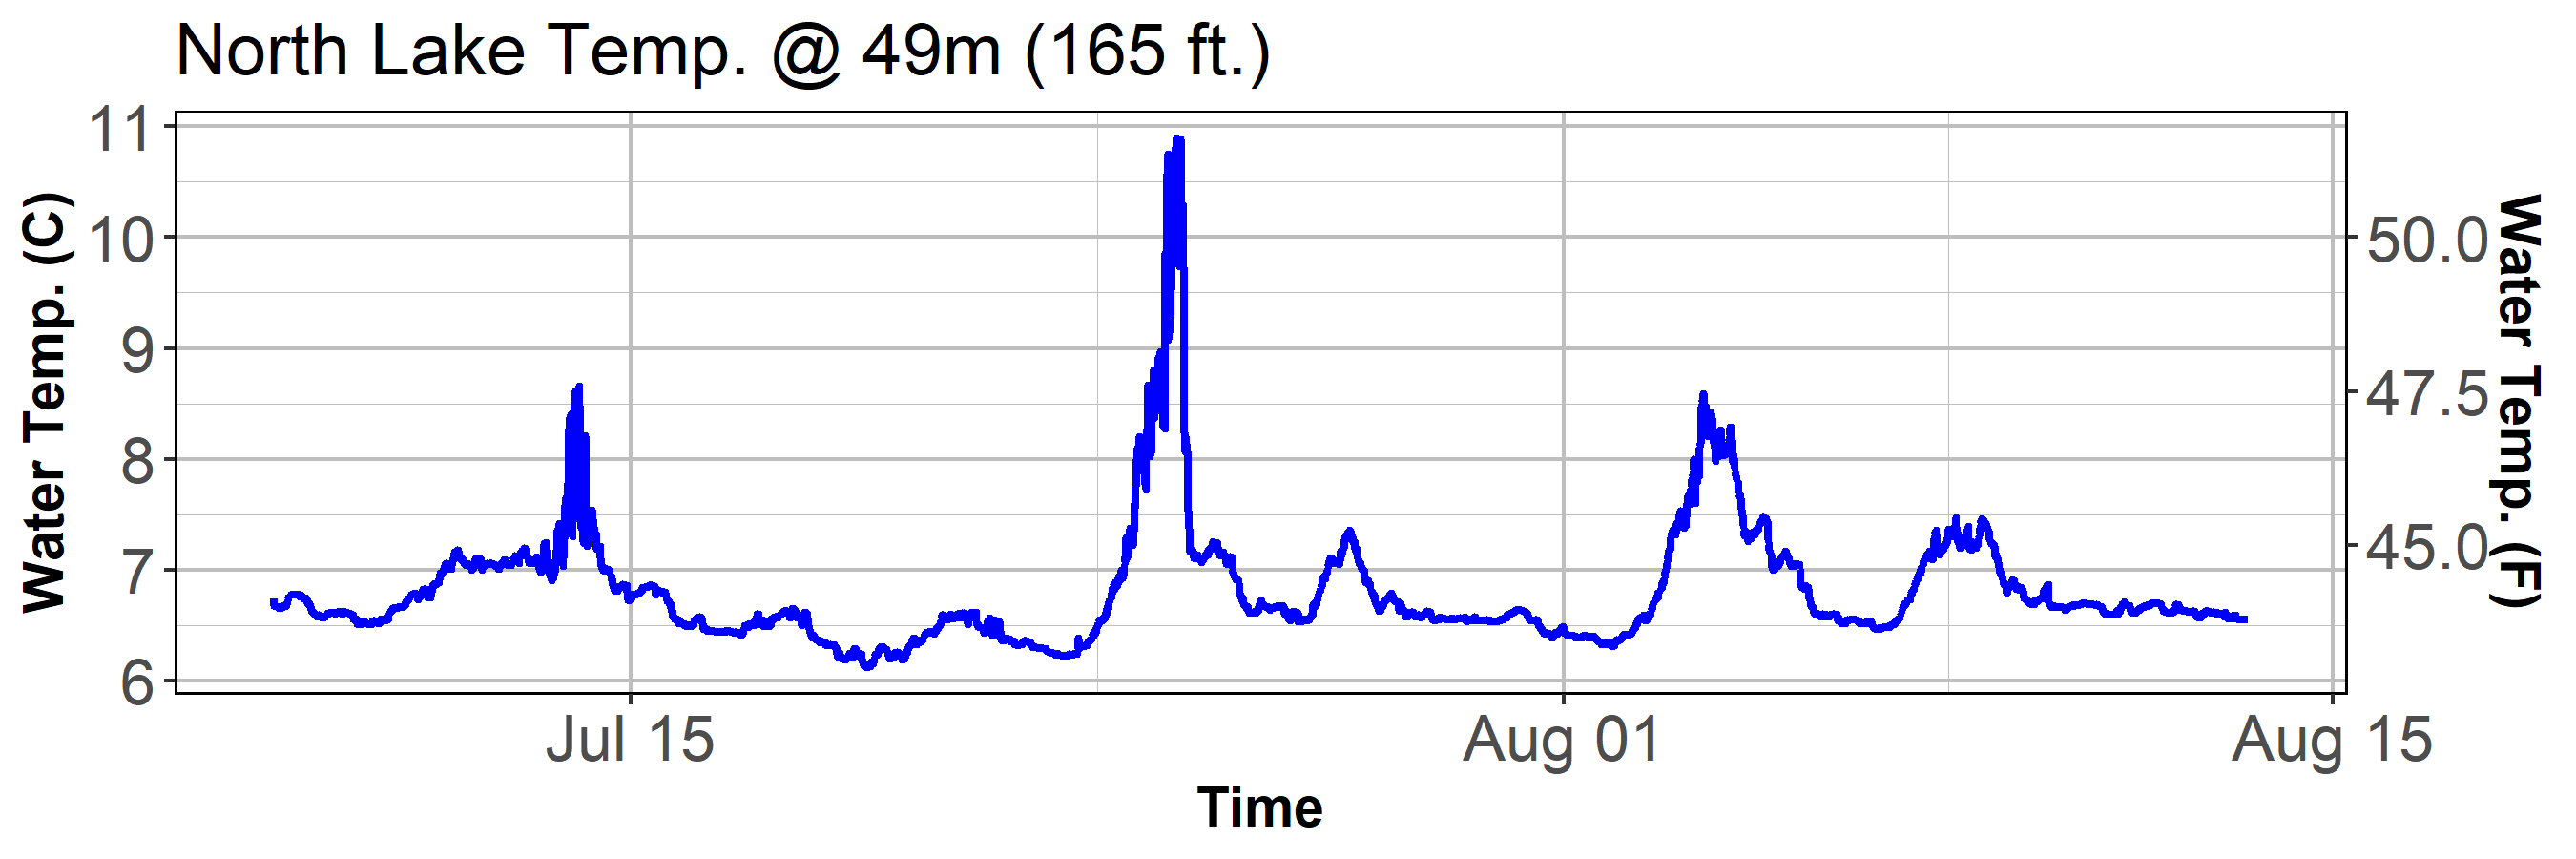 North Lake Temp. @ 49m (165 ft.)
Water Temp. (C)
11
10
9
8
7
6
50.0
47.5
45.0
Water Temp. (F)
Jul 15
Aug 01
Aug 15
Time